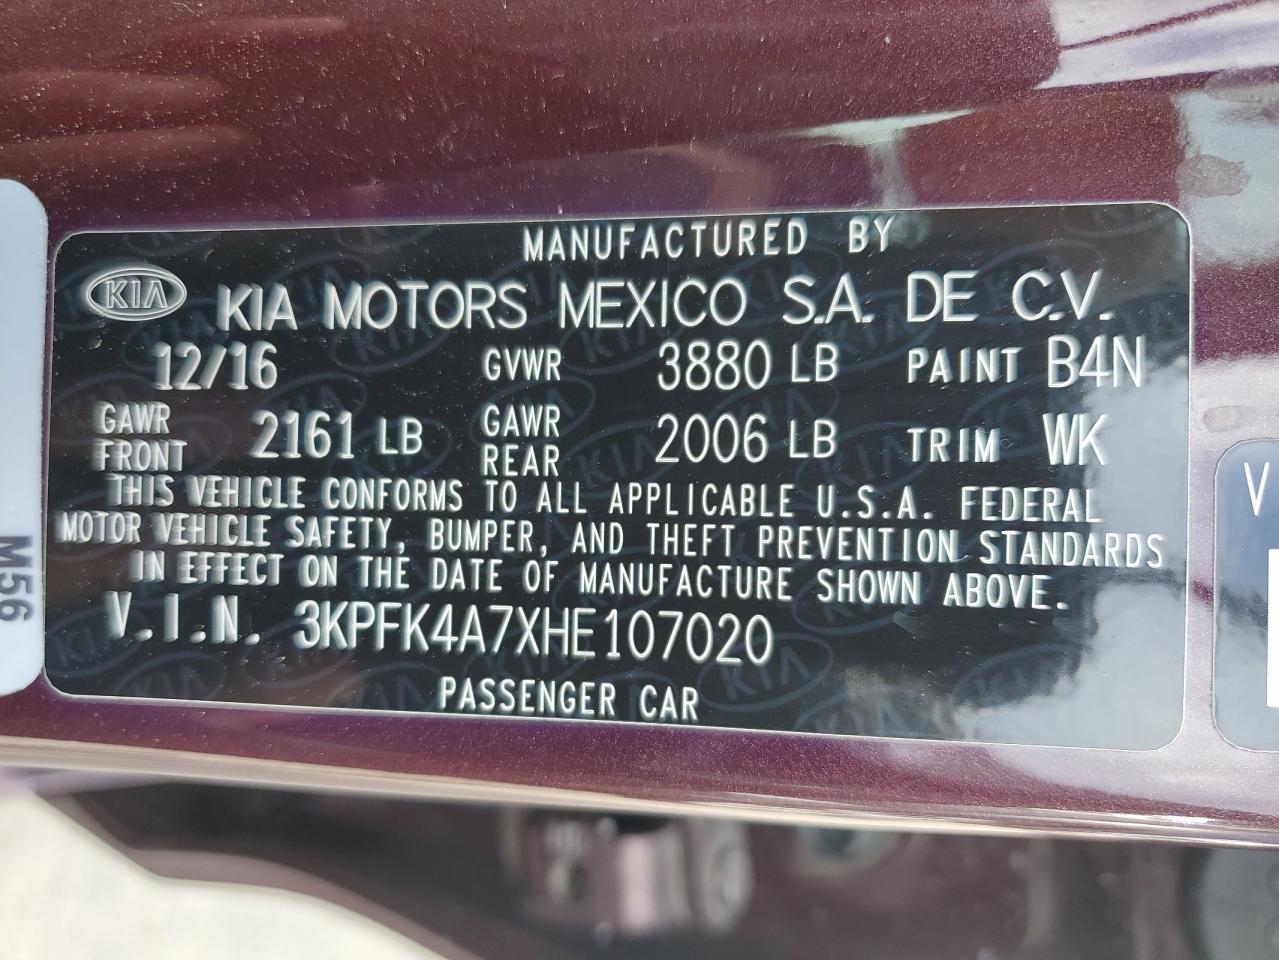 MANUFACTURED BY
KIA KIA MOTORS MEXICO S.A. DE C.V.
12/16 GVWR 3880 LB PAINT B4N
GAWR FRONT 2161 LB GAWR REAR 2006 LB TRIM WK
THIS VEHICLE CONFORMS TO ALL APPLICABLE U.S.A. FEDERAL
MOTOR VEHICLE SAFETY, BUMPER, AND THEFT PREVENTION STANDARDS
IN EFFECT ON THE DATE OF MANUFACTURE SHOWN ABOVE.
V.I.N. 3KPFK4A7XHE107020
PASSENGER CAR
M56
V